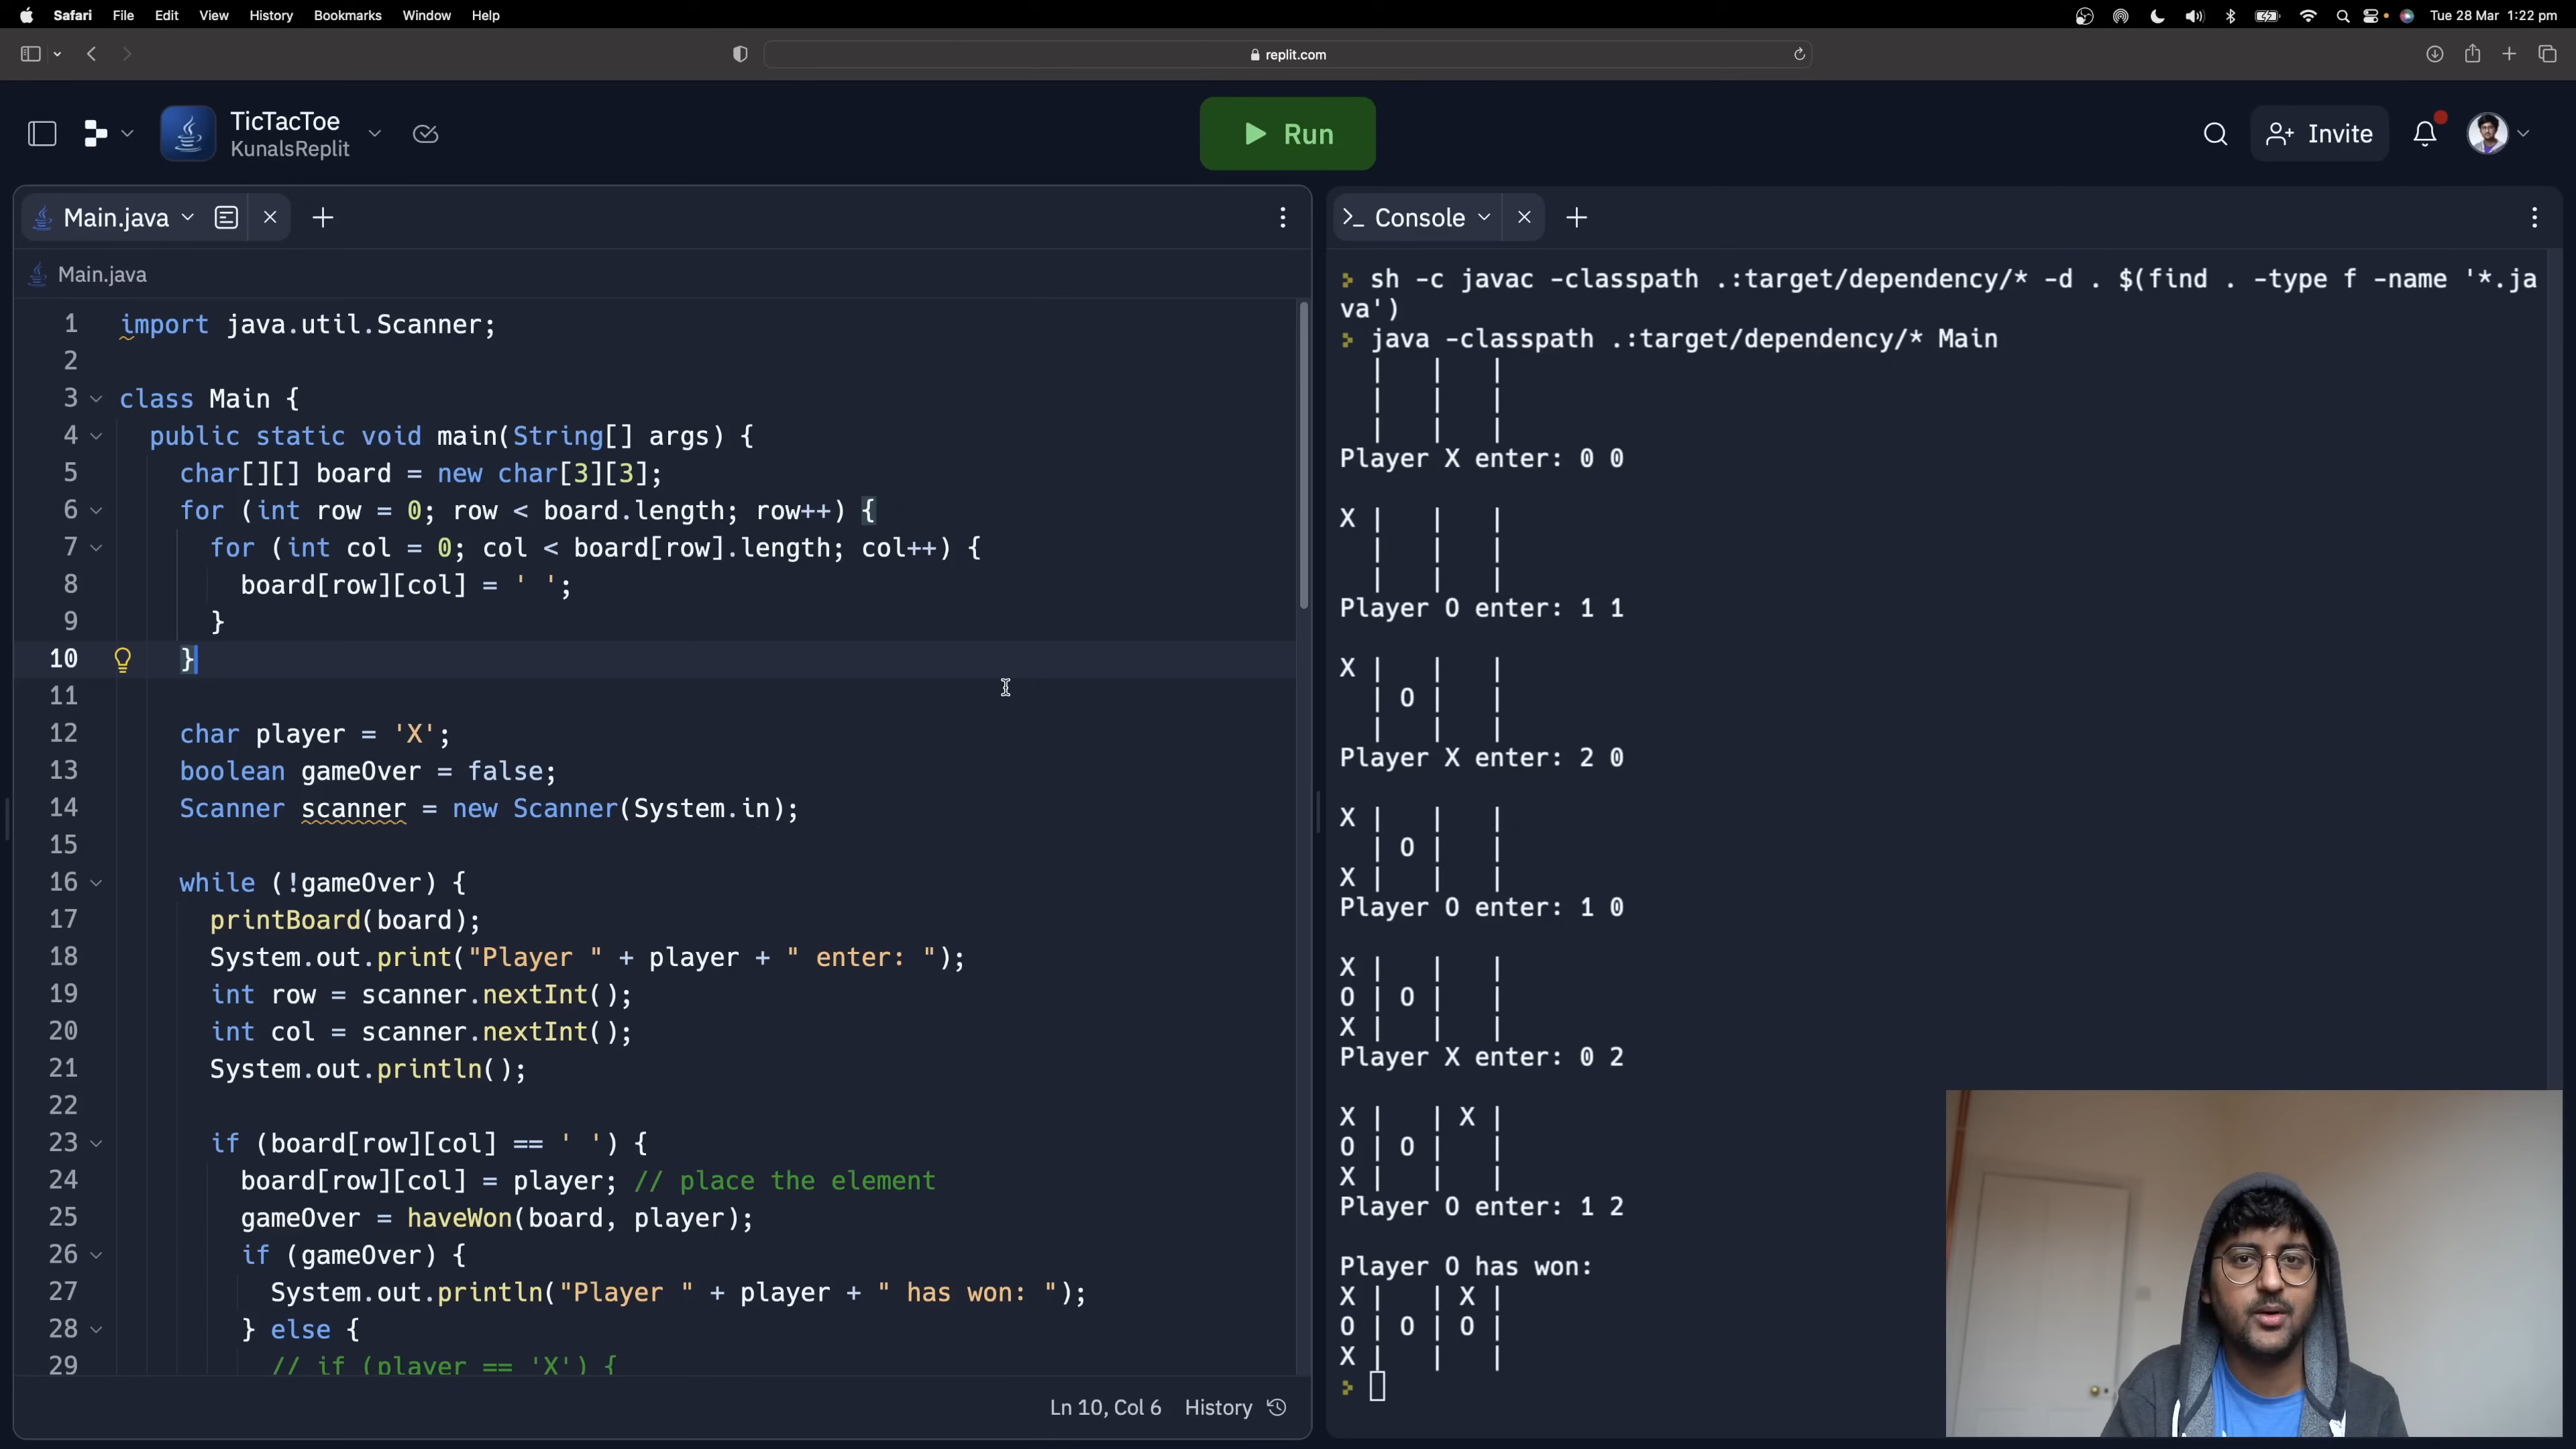 Safari File Edit View History Bookmarks Window Help Tue 28 Mar 1:22 pm
replit.com
TicTacToe
KunalsReplit
Run
Invite
Main.java
Console
Main.java
1 import java.util.Scanner;
2
3 class Main {
4 public static void main(String[] args) {
5 char[][] board = new char[3][3];
6 for (int row = 0; row < board.length; row++) {
7 for (int col = 0; col < board[row].length; col++) {
8 board[row][col] = ' ';
9 }
10 }
11
12 char player = 'X';
13 boolean gameOver = false;
14 Scanner scanner = new Scanner(System.in);
15
16 while (!gameOver) {
17 printBoard(board);
18 System.out.print("Player " + player + " enter: ");
19 int row = scanner.nextInt();
20 int col = scanner.nextInt();
21 System.out.println();
22
23 if (board[row][col] == ' ') {
24 board[row][col] = player; // place the element
25 gameOver = haveWon(board, player);
26 if (gameOver) {
27 System.out.println("Player " + player + " has won: ");
28 } else {
29 // if (player == 'X') {
Ln 10, Col 6 History
sh -c javac -classpath .:target/dependency/* -d . $(find . -type f -name '*.ja
va')
java -classpath .:target/dependency/* Main
| | |
| | |
| | |
Player X enter: 0 0
X | | |
| | |
| | |
Player O enter: 1 1
X | | |
| O | |
| | |
Player X enter: 2 0
X | | |
| O | |
X | | |
Player O enter: 1 0
X | | |
O | O | |
X | | |
Player X enter: 0 2
X | | X |
O | O | |
X | | |
Player O enter: 1 2
Player O has won:
X | | X |
O | O | O |
X | | |